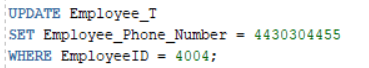 UPDATE Employee_T
SET Employee_Phone_Number = 4430304455
WHERE EmployeeID = 4004;